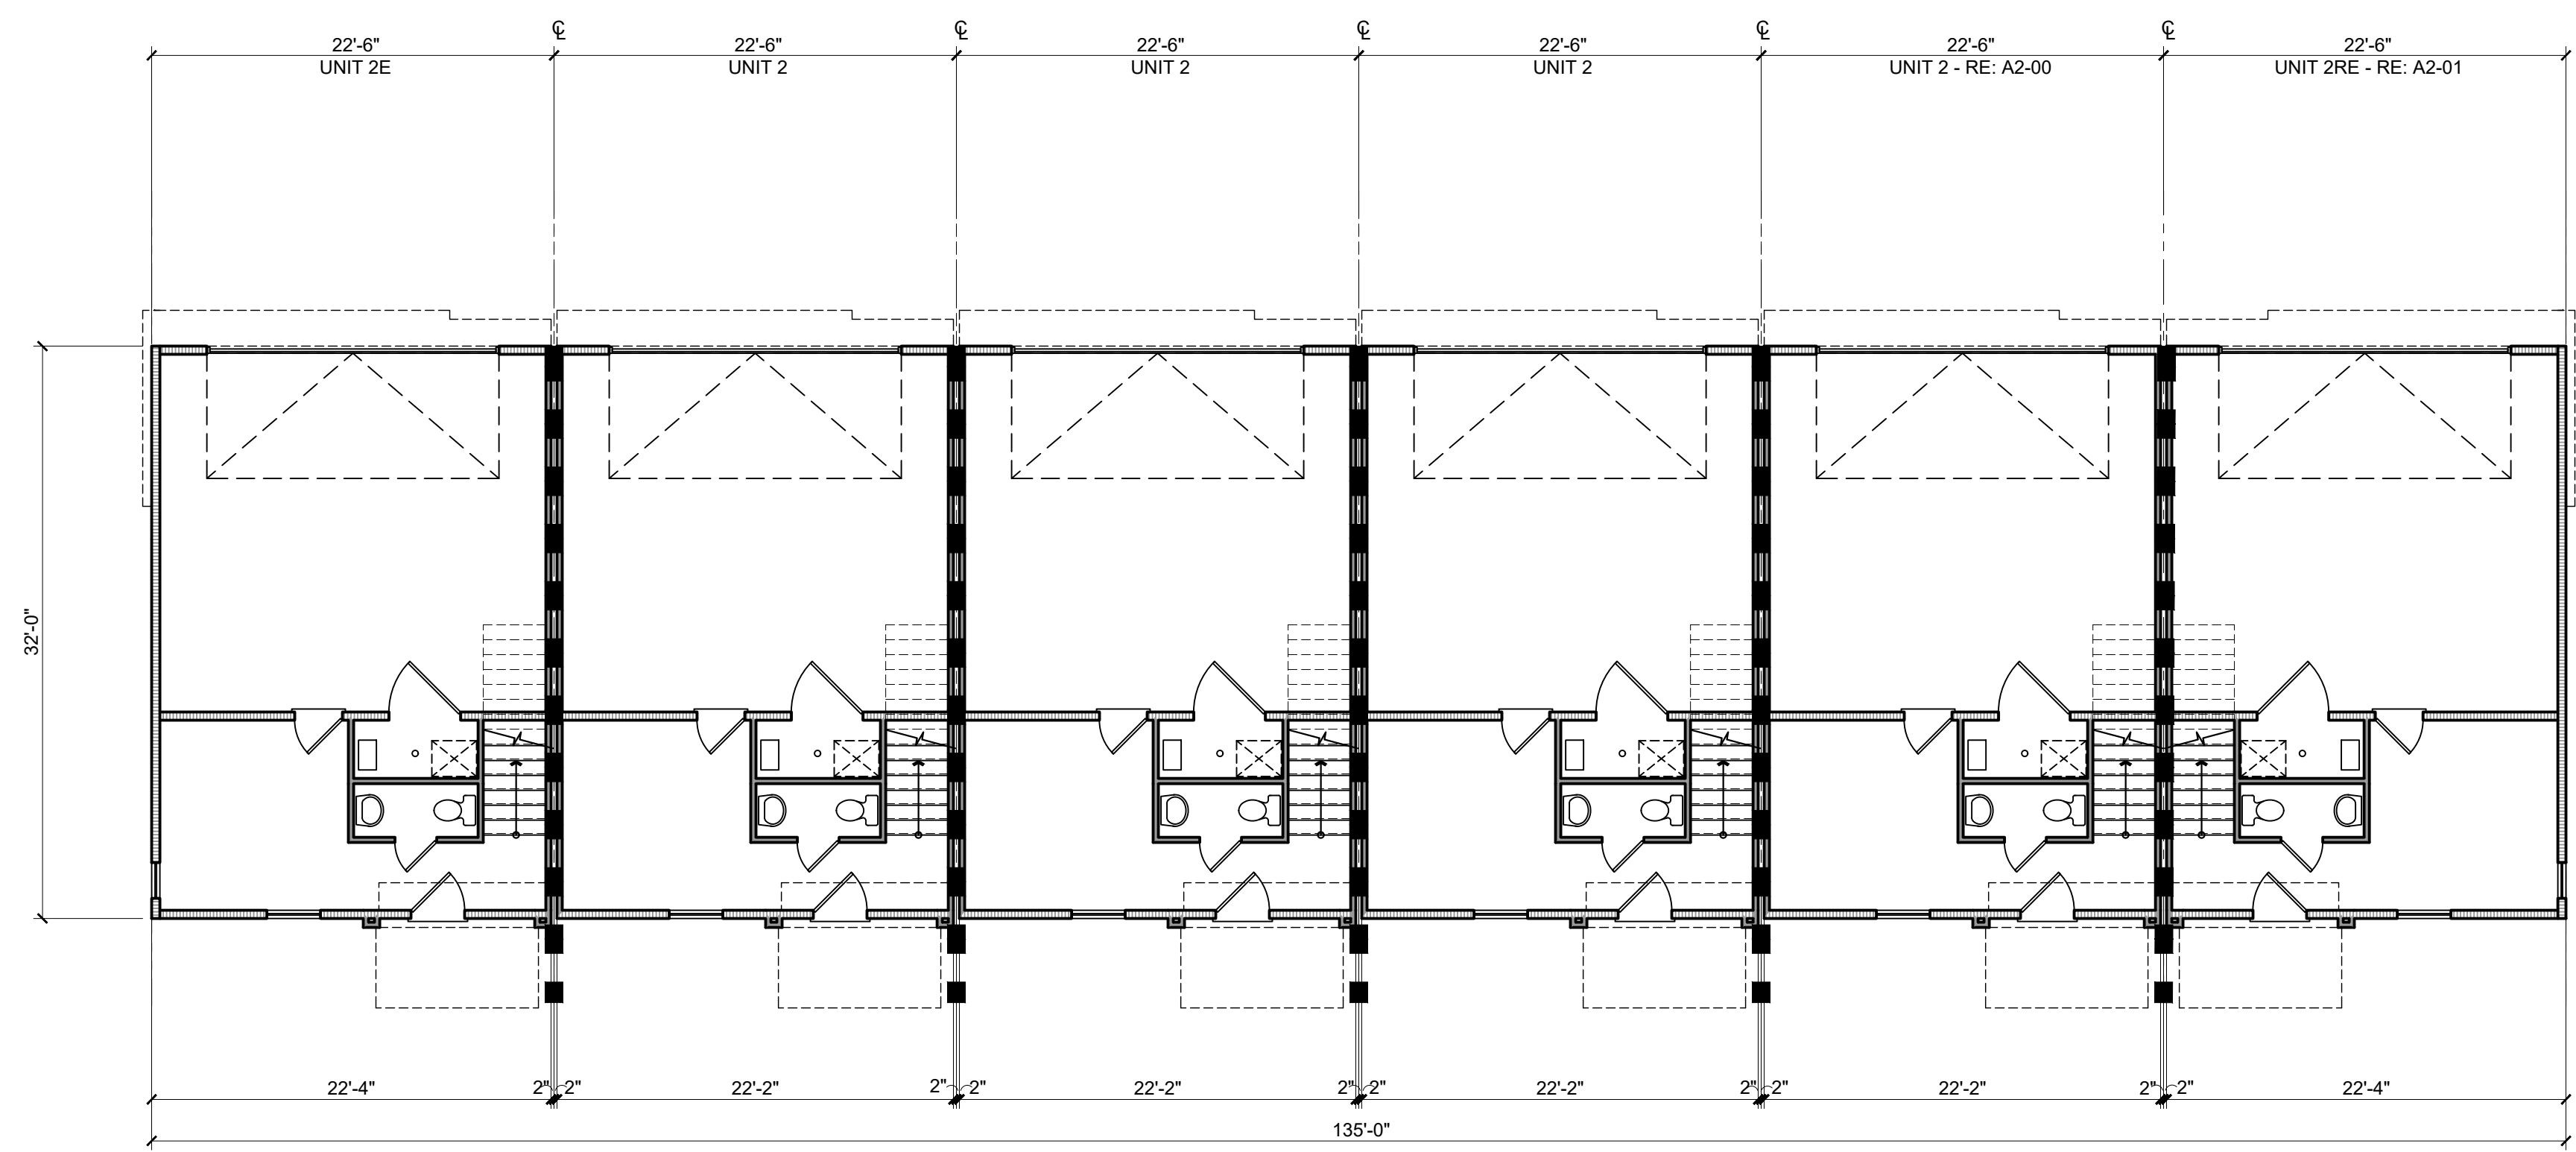 ℄ ℄ ℄ ℄ ℄
22'-6" 22'-6" 22'-6" 22'-6" 22'-6" 22'-6"
UNIT 2E UNIT 2 UNIT 2 UNIT 2 UNIT 2 - RE: A2-00 UNIT 2RE - RE: A2-01
32'-0"
22'-4" 2" 2" 22'-2" 2" 2" 22'-2" 2" 2" 22'-2" 2" 2" 22'-2" 2" 2" 22'-4"
135'-0"